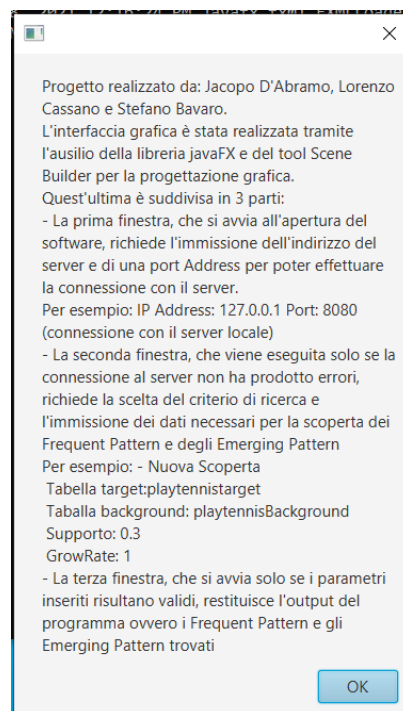 Progetto realizzato da: Jacopo D'Abramo, Lorenzo
Cassano e Stefano Bavaro.
L'interfaccia grafica è stata realizzata tramite
l'ausilio della libreria javaFX e del tool Scene
Builder per la progettazione grafica.
Quest'ultima è suddivisa in 3 parti:
- La prima finestra, che si avvia all'apertura del
software, richiede l'immissione dell'indirizzo del
server e di una port Address per poter effettuare
la connessione con il server.
Per esempio: IP Address: 127.0.0.1 Port: 8080
(connessione con il server locale)
- La seconda finestra, che viene eseguita solo se la
connessione al server non ha prodotto errori,
richiede la scelta del criterio di ricerca e
l'immissione dei dati necessari per la scoperta dei
Frequent Pattern e degli Emerging Pattern
Per esempio: - Nuova Scoperta
Tabella target:playtennistarget
Taballa background: playtennisBackground
Supporto: 0.3
GrowRate: 1
- La terza finestra, che si avvia solo se i parametri
inseriti risultano validi, restituisce l'output del
programma ovvero i Frequent Pattern e gli
Emerging Pattern trovati
OK